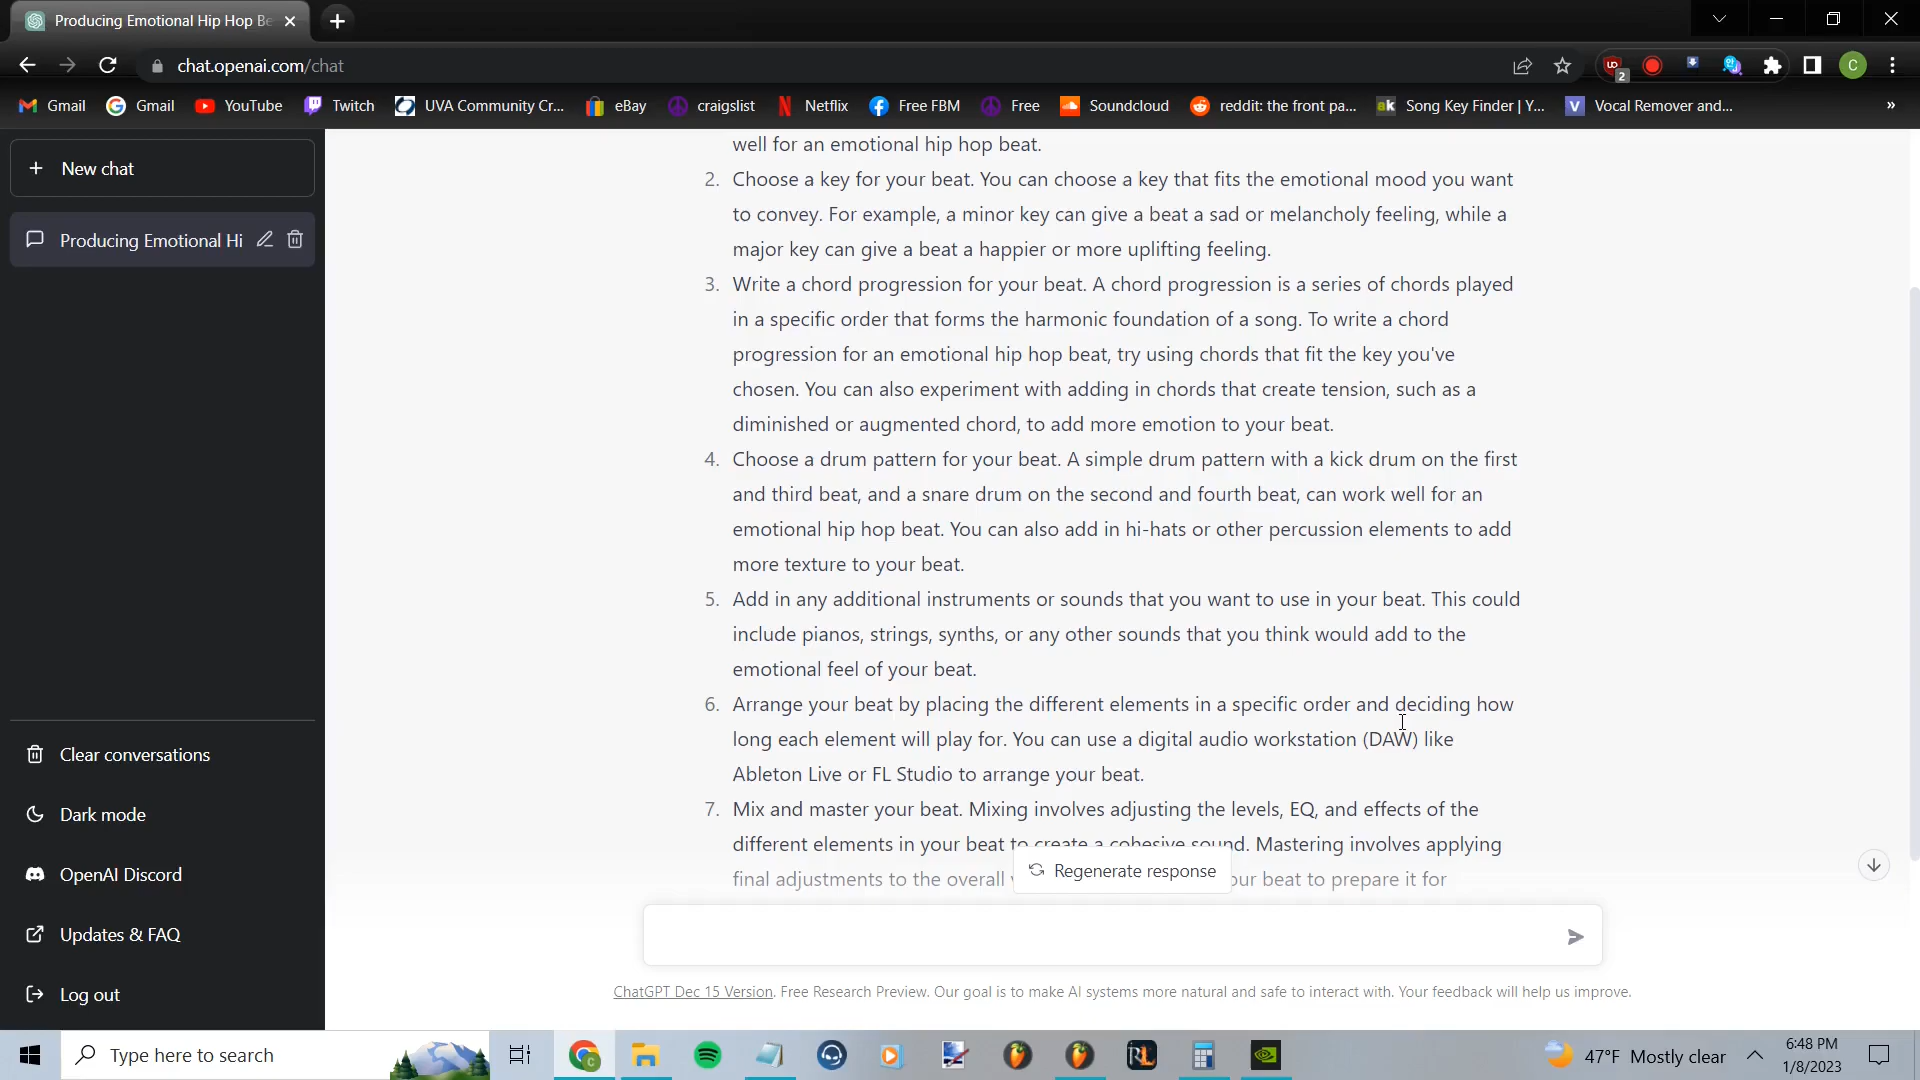 Producing Emotional Hip Hop Be
chat.openai.com/chat
2
C
Gmail
Gmail
YouTube
Twitch
UVA Community Cr...
eBay
craigslist
Netflix
Free FBM
Free
Soundcloud
reddit: the front pa...
ak
Song Key Finder | Y...
V
Vocal Remover and...
»
New chat
Producing Emotional Hi
well for an emotional hip hop beat.
2. Choose a key for your beat. You can choose a key that fits the emotional mood you want
to convey. For example, a minor key can give a beat a sad or melancholy feeling, while a
major key can give a beat a happier or more uplifting feeling.
3. Write a chord progression for your beat. A chord progression is a series of chords played
in a specific order that forms the harmonic foundation of a song. To write a chord
progression for an emotional hip hop beat, try using chords that fit the key you've
chosen. You can also experiment with adding in chords that create tension, such as a
diminished or augmented chord, to add more emotion to your beat.
4. Choose a drum pattern for your beat. A simple drum pattern with a kick drum on the first
and third beat, and a snare drum on the second and fourth beat, can work well for an
emotional hip hop beat. You can also add in hi-hats or other percussion elements to add
more texture to your beat.
5. Add in any additional instruments or sounds that you want to use in your beat. This could
include pianos, strings, synths, or any other sounds that you think would add to the
emotional feel of your beat.
6. Arrange your beat by placing the different elements in a specific order and deciding how
long each element will play for. You can use a digital audio workstation (DAW) like
Ableton Live or FL Studio to arrange your beat.
7. Mix and master your beat. Mixing involves adjusting the levels, EQ, and effects of the
different elements in your beat to create a cohesive sound. Mastering involves applying
final adjustments to the overall your beat to prepare it for
Regenerate response
Clear conversations
Dark mode
OpenAI Discord
Updates & FAQ
Log out
ChatGPT Dec 15 Version. Free Research Preview. Our goal is to make AI systems more natural and safe to interact with. Your feedback will help us improve.
Type here to search
RL
47°F Mostly clear
6:48 PM
1/8/2023